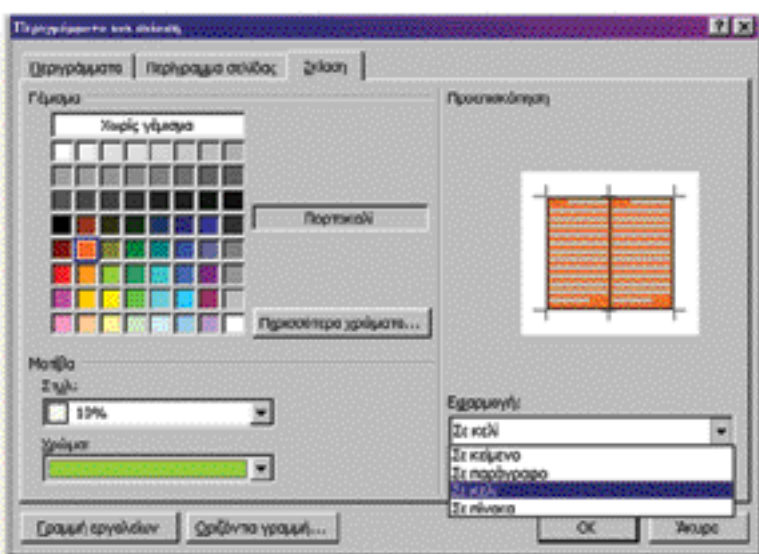 Περιγράμματα και σκίαση
Περιγράμματα
Περίγραμμα σελίδας
Σκίαση
Γέμισμα
Χωρίς γέμισμα
Πορτοκαλί
Περισσότερα χρώματα...
Μοτίβα
Στυλ:
10%
Χρώμα:
Προεπισκόπηση
Εφαρμογή:
Σε κελί
Σε κείμενο
Σε παράγραφο
Σε κελί
Σε πίνακα
Γραμμή εργαλείων
Οριζόντια γραμμή...
OK
Άκυρο